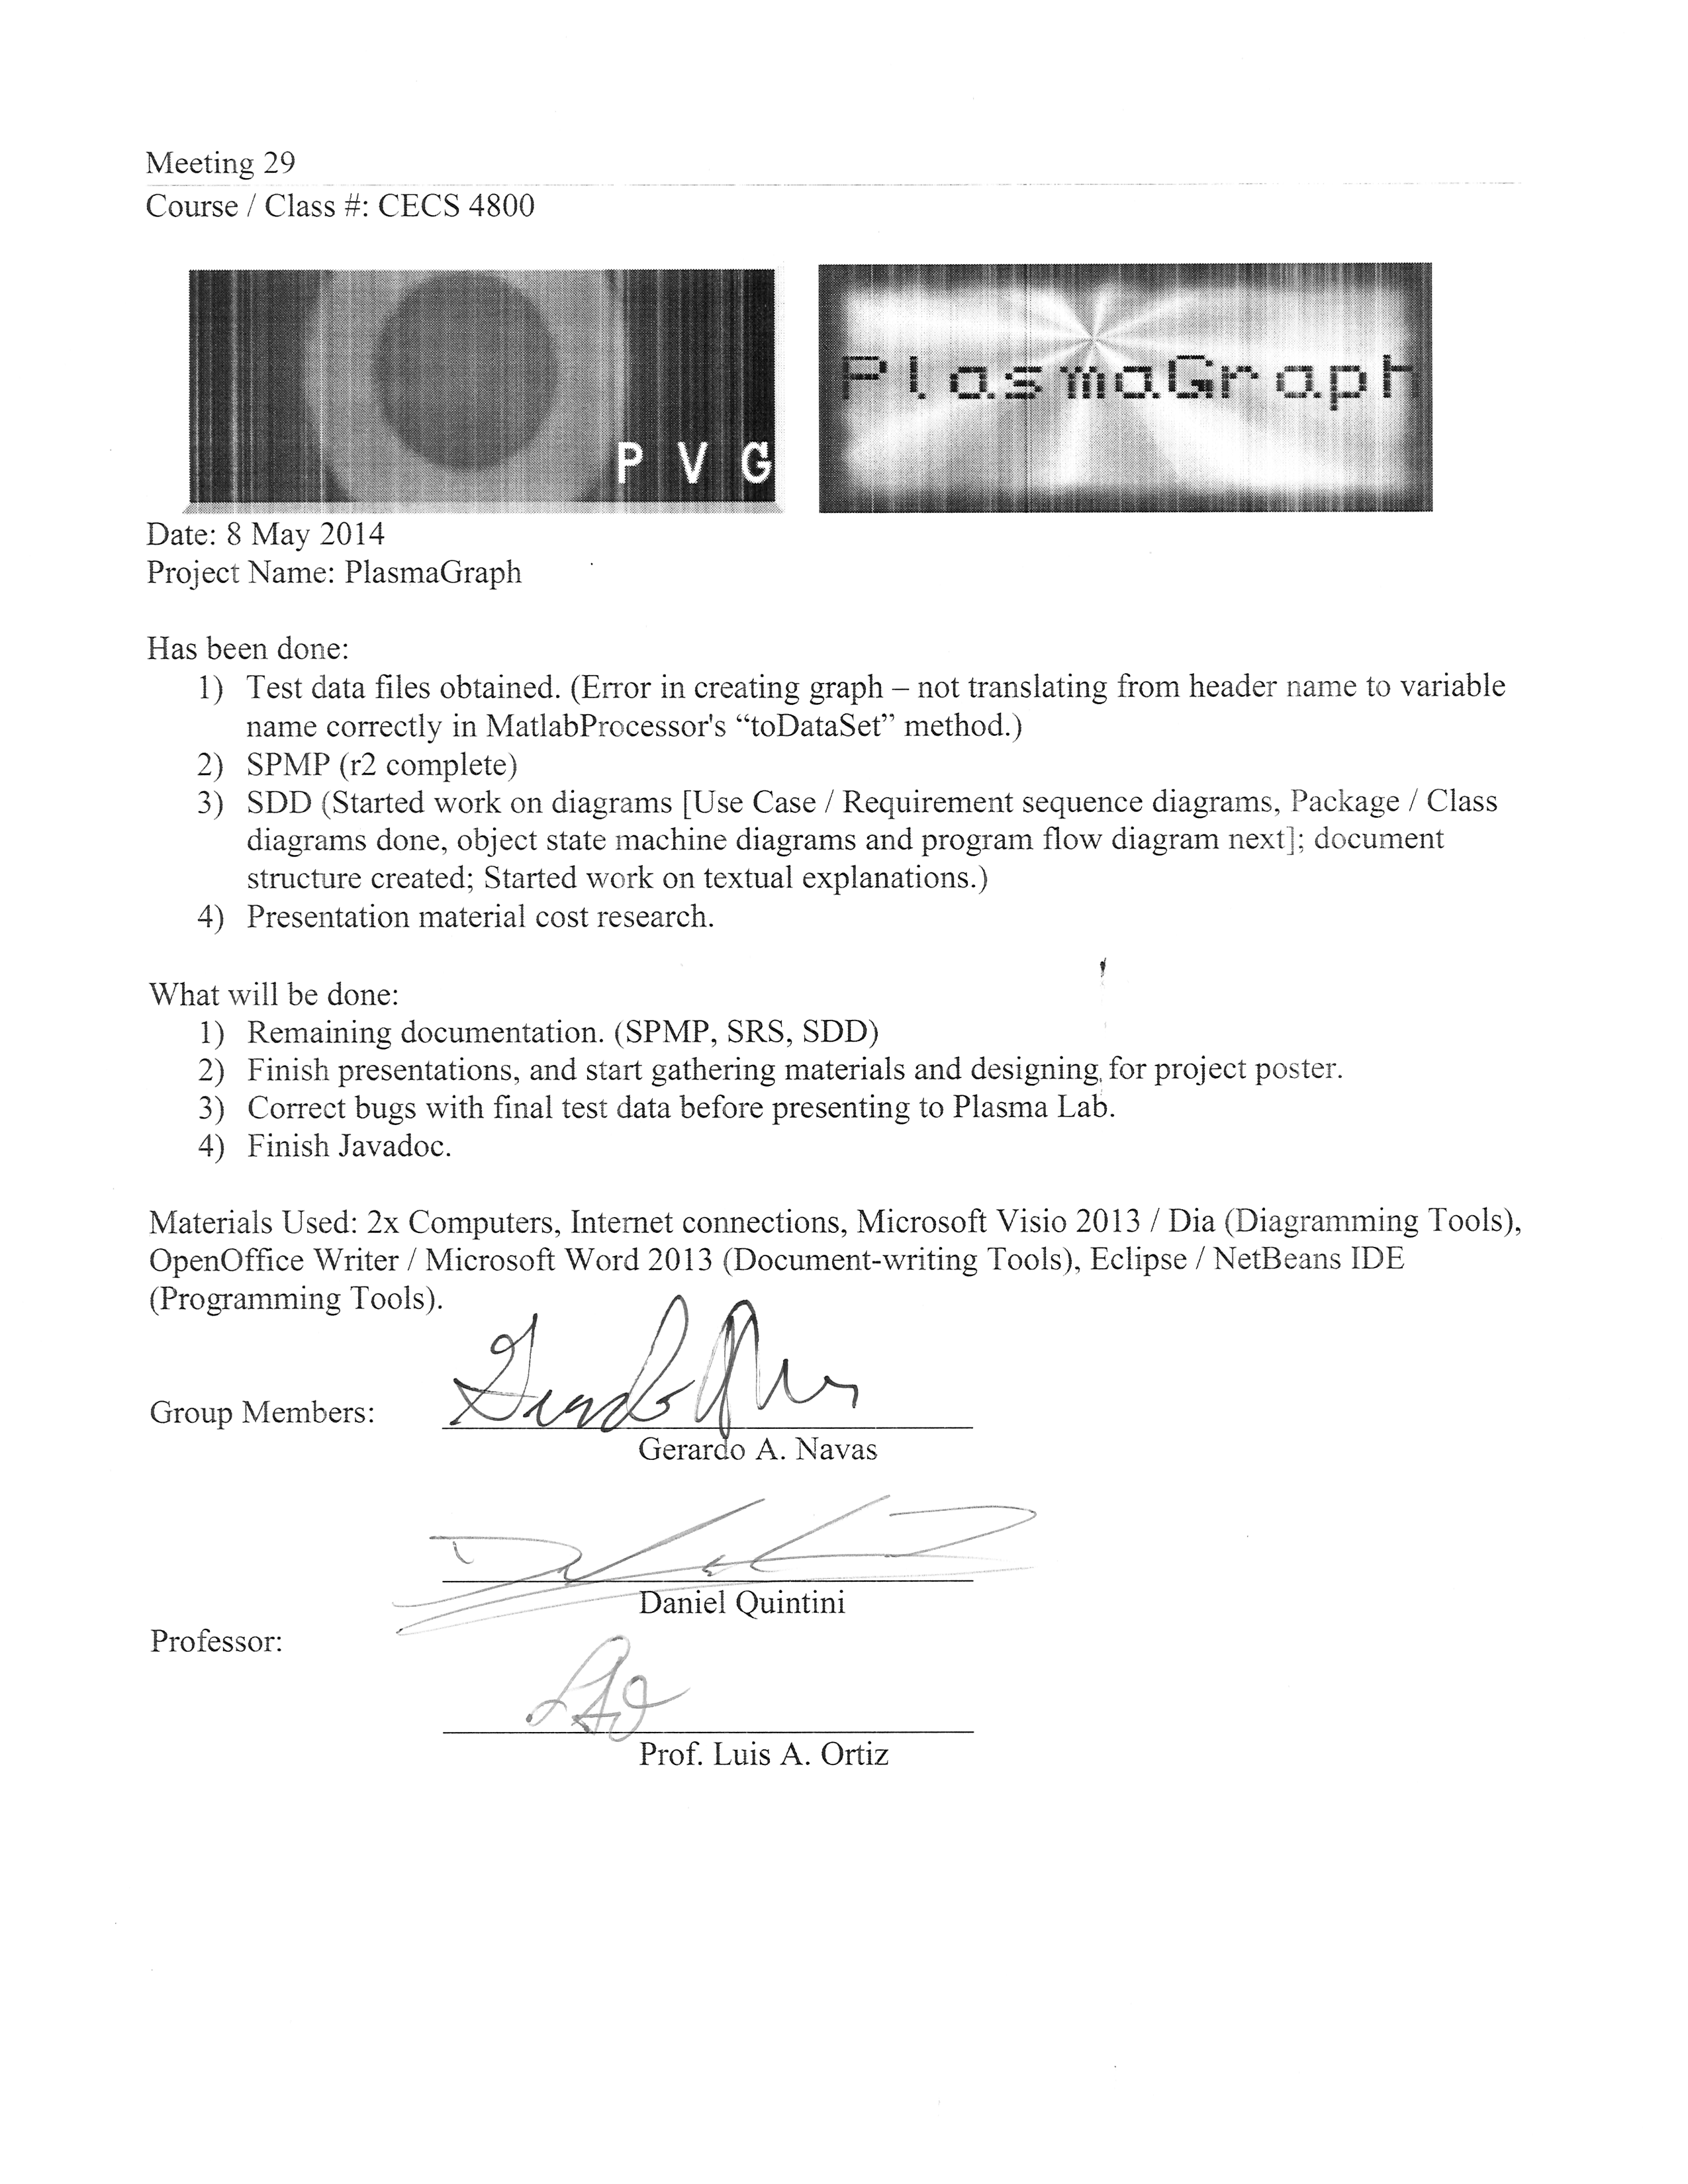 Meeting 29
Course / Class #: CECS 4800
P V G
PlasmaGraph
Date: 8 May 2014
Project Name: PlasmaGraph
Has been done:
1) Test data files obtained. (Error in creating graph – not translating from header name to variable
name correctly in MatlabProcessor's “toDataSet” method.)
2) SPMP (r2 complete)
3) SDD (Started work on diagrams [Use Case / Requirement sequence diagrams, Package / Class
diagrams done, object state machine diagrams and program flow diagram next]; document
structure created; Started work on textual explanations.)
4) Presentation material cost research.
What will be done:
1) Remaining documentation. (SPMP, SRS, SDD)
2) Finish presentations, and start gathering materials and designing for project poster.
3) Correct bugs with final test data before presenting to Plasma Lab.
4) Finish Javadoc.
Materials Used: 2x Computers, Internet connections, Microsoft Visio 2013 / Dia (Diagramming Tools),
OpenOffice Writer / Microsoft Word 2013 (Document-writing Tools), Eclipse / NetBeans IDE
(Programming Tools).
Group Members:
Gerardo A. Navas
Daniel Quintini
Professor:
Prof. Luis A. Ortiz